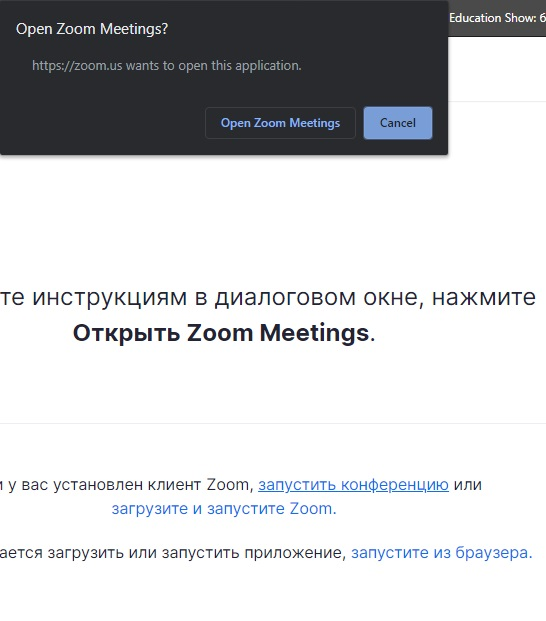 Education Show: 6
Open Zoom Meetings?
https://zoom.us wants to open this application.
Open Zoom Meetings Cancel
те инструкциям в диалоговом окне, нажмите
Открыть Zoom Meetings.
и у вас установлен клиент Zoom, запустить конференцию или
загрузите и запустите Zoom.
ается загрузить или запустить приложение, запустите из браузера.